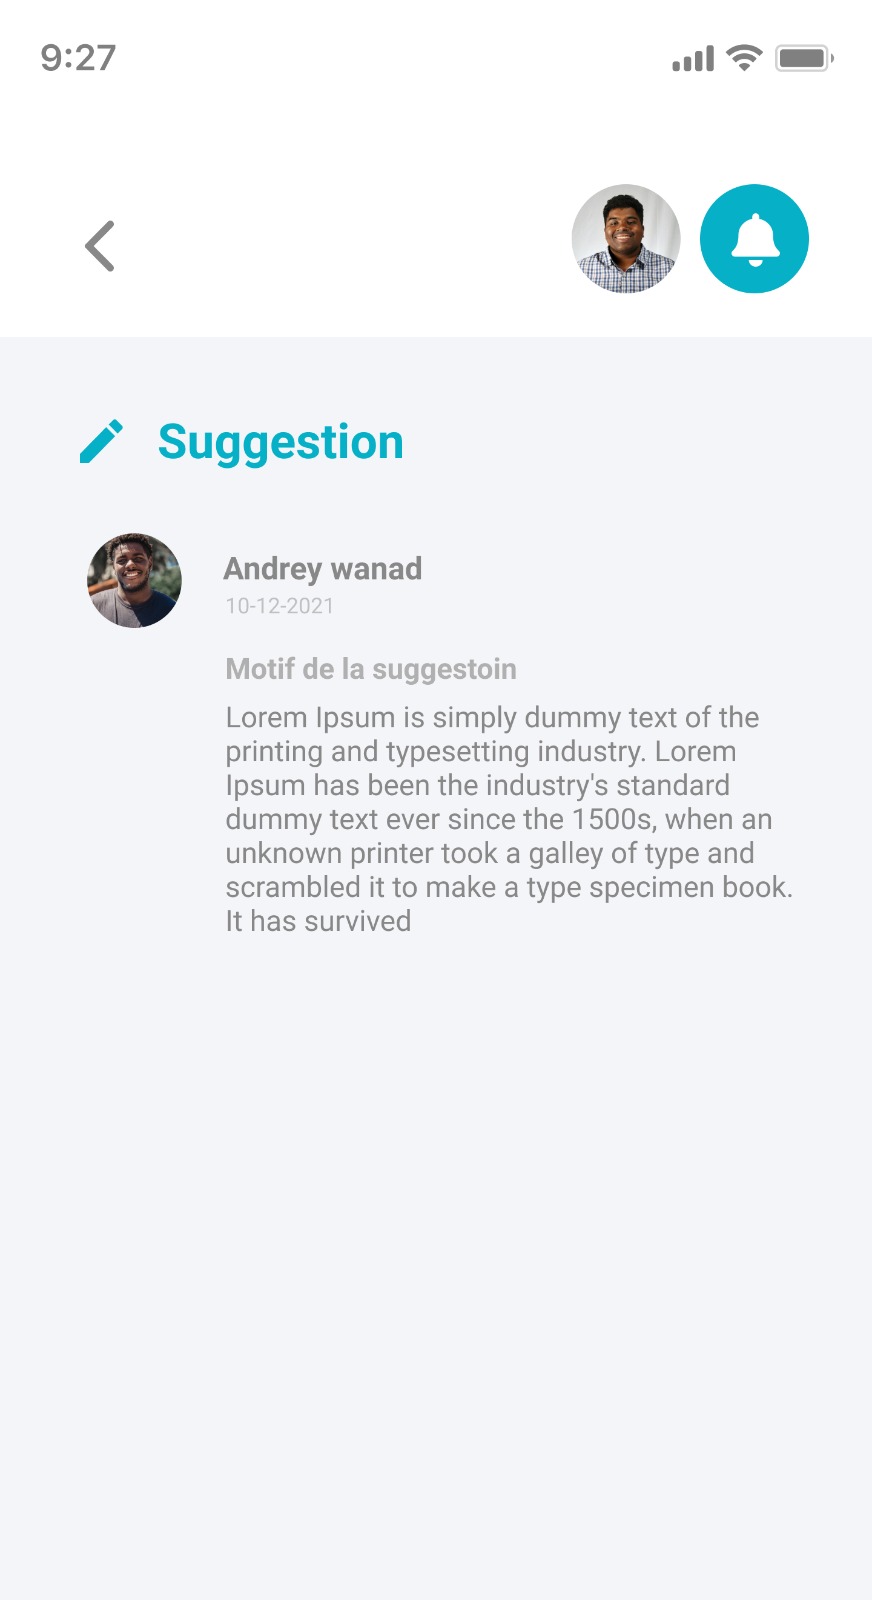 9:27
Suggestion
Andrey wanad
10-12-2021
Motif de la suggestoin
Lorem Ipsum is simply dummy text of the
printing and typesetting industry. Lorem
Ipsum has been the industry's standard
dummy text ever since the 1500s, when an
unknown printer took a galley of type and
scrambled it to make a type specimen book.
It has survived